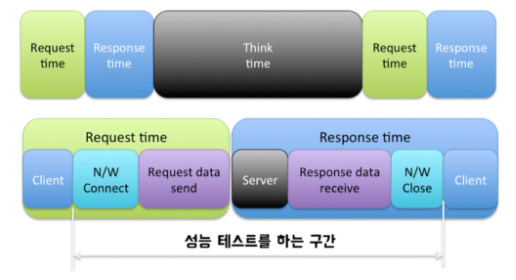 Request
time
Response
time
Think
time
Request
time
Response
time
Request time
Response time
Client
N/W
Connect
Request data
send
Server
Response data
receive
N/W
Close
Client
성능 테스트를 하는 구간